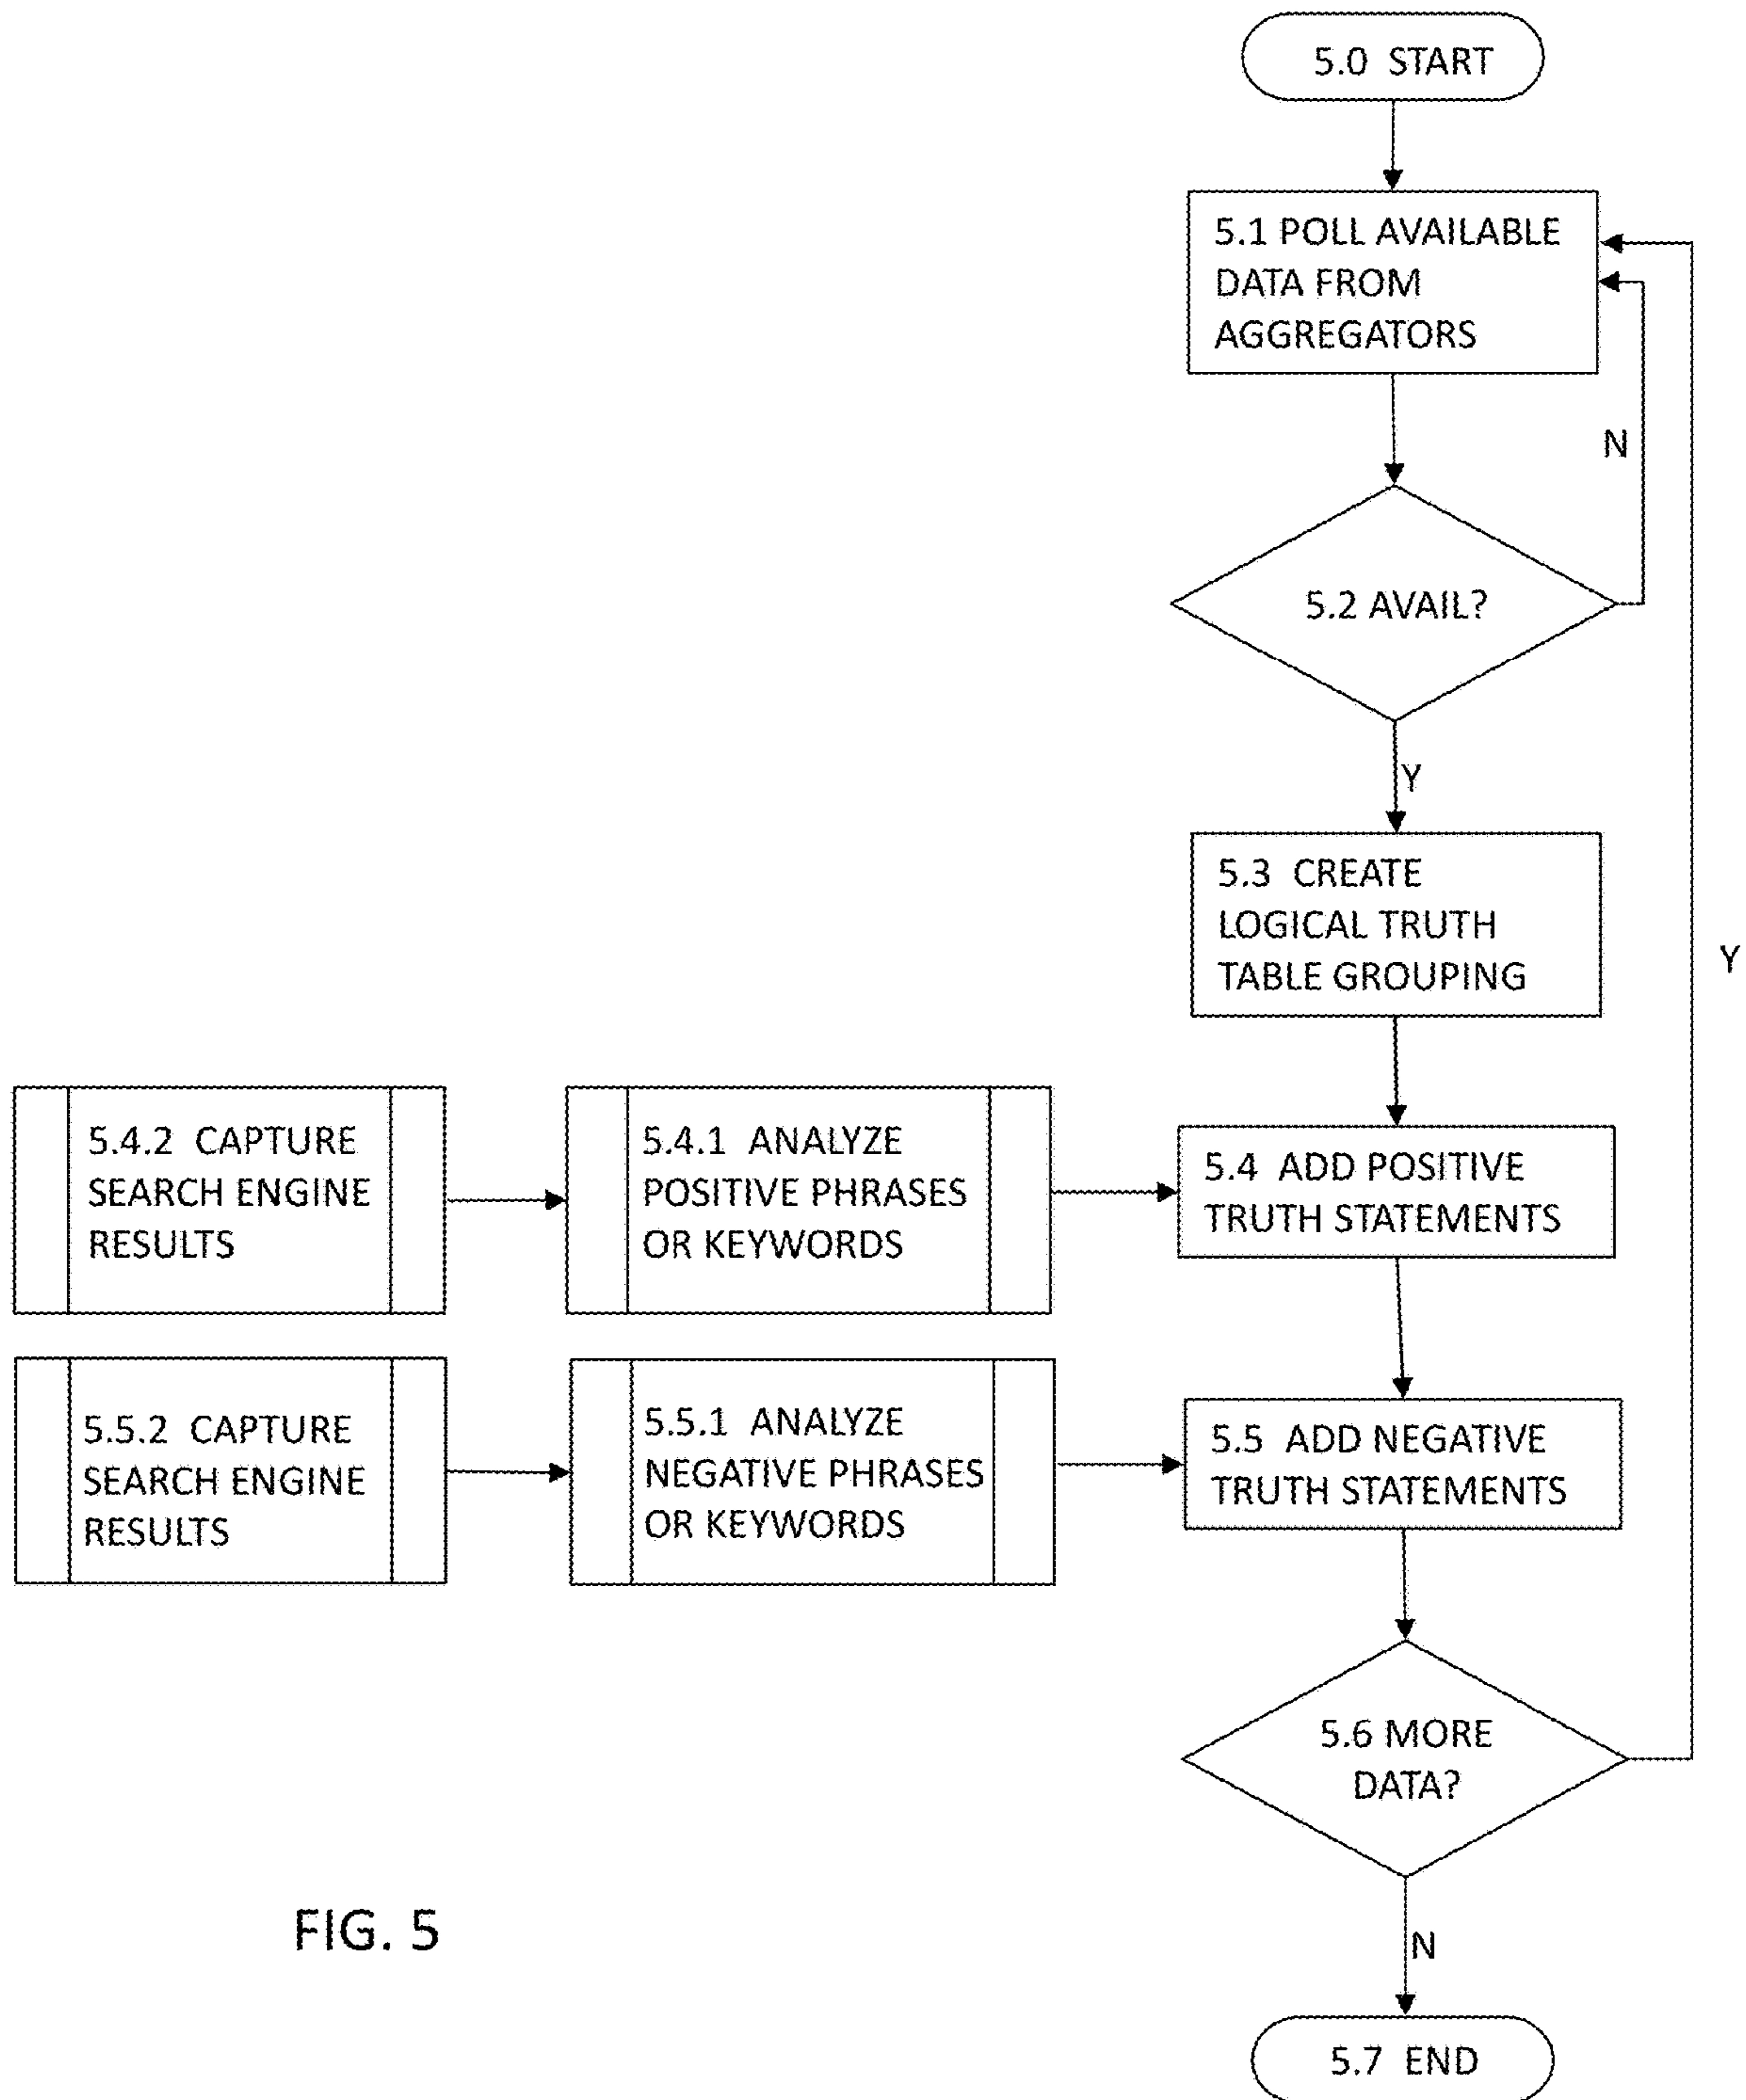 5.0 START
5.1 POLL AVAILABLE
DATA FROM
AGGREGATORS
N
5.2 AVAIL?
Y
5.3 CREATE
LOGICAL TRUTH
TABLE GROUPING
Y
5.4.2 CAPTURE
SEARCH ENGINE
RESULTS
5.4.1 ANALYZE
POSITIVE PHRASES
OR KEYWORDS
5.4 ADD POSITIVE
TRUTH STATEMENTS
5.5.2 CAPTURE
SEARCH ENGINE
RESULTS
5.5.1 ANALYZE
NEGATIVE PHRASES
OR KEYWORDS
5.5 ADD NEGATIVE
TRUTH STATEMENTS
5.6 MORE
DATA?
FIG. 5
N
5.7 END